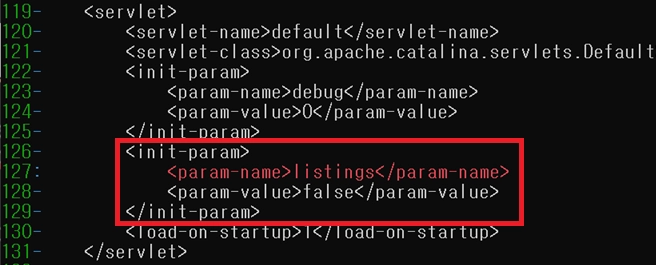 119-    <servlet>
120-        <servlet-name>default</servlet-name>
121-        <servlet-class>org.apache.catalina.servlets.Default
122-        <init-param>
123-            <param-name>debug</param-name>
124-            <param-value>0</param-value>
125-        </init-param>
126-        <init-param>
127:            <param-name>listings</param-name>
128-            <param-value>false</param-value>
129-        </init-param>
130-        <load-on-startup>1</load-on-startup>
131-    </servlet>